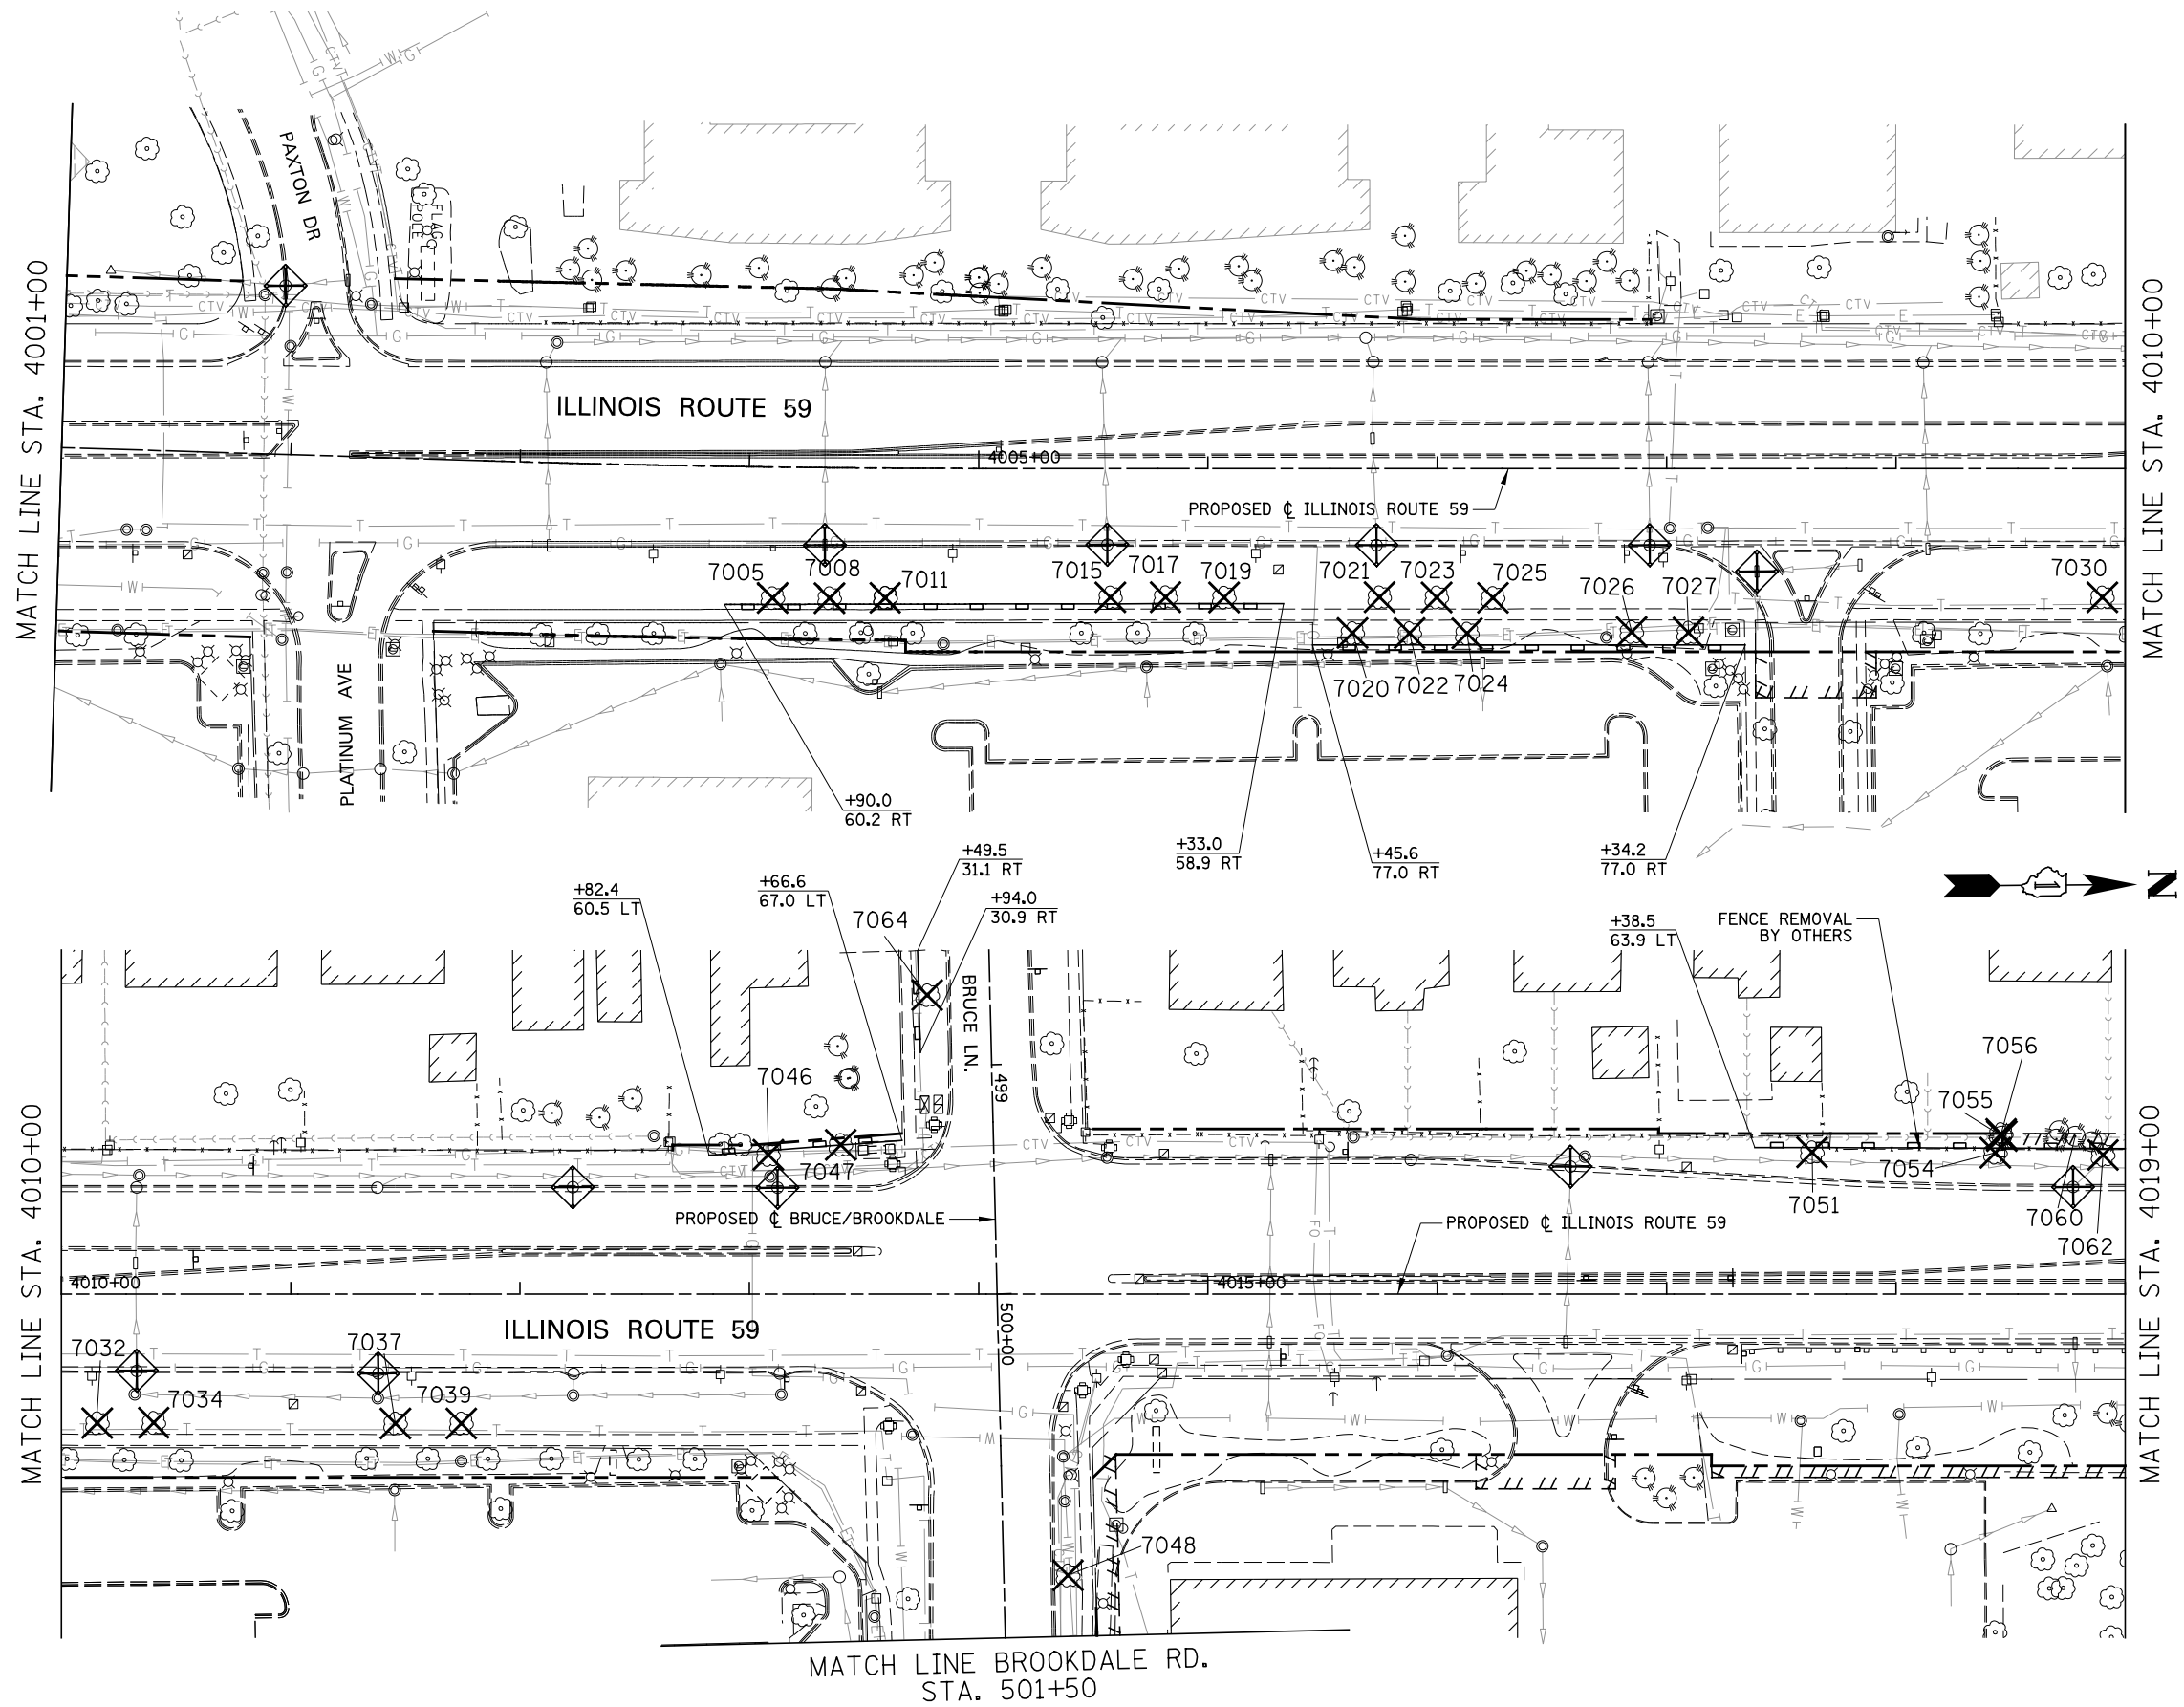 PAXTON DR
FLAG
POLE
MATCH LINE STA. 4001+00
MATCH LINE STA. 4010+00
ILLINOIS ROUTE 59
4005+00
PROPOSED ℄ ILLINOIS ROUTE 59
7005
7008
7011
7015
7017
7019
7021
7023
7025
7026
7027
7030
7020
7022
7024
PLATINUM AVE
+90.0
60.2 RT
+33.0
58.9 RT
+45.6
77.0 RT
+34.2
77.0 RT
N
+82.4
60.5 LT
+66.6
67.0 LT
+49.5
31.1 RT
+94.0
30.9 RT
7064
BRUCE LN.
499
+38.5
63.9 LT
FENCE REMOVAL
BY OTHERS
7046
7047
7056
7055
7054
7051
7060
7062
MATCH LINE STA. 4010+00
MATCH LINE STA. 4019+00
PROPOSED ℄ BRUCE/BROOKDALE
PROPOSED ℄ ILLINOIS ROUTE 59
4010+00
4015+00
500+00
ILLINOIS ROUTE 59
7032
7034
7037
7039
7048
MATCH LINE BROOKDALE RD.
STA. 501+50